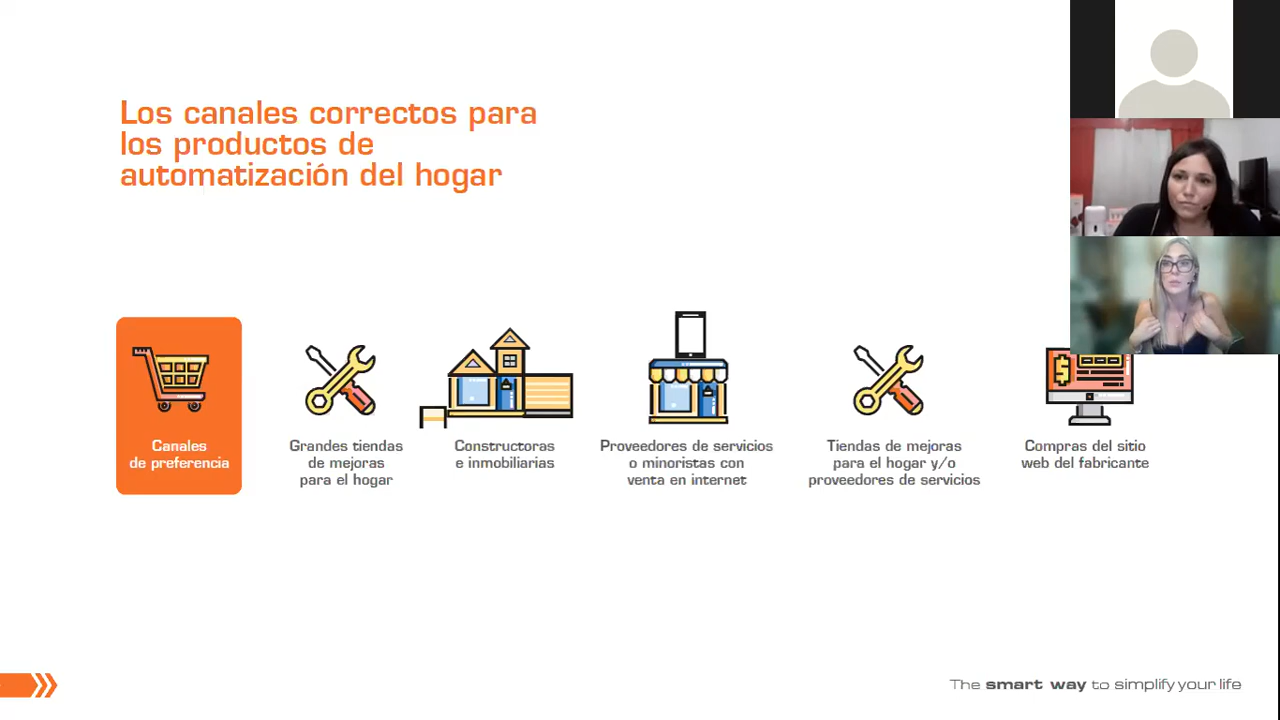 Los canales correctos para
los productos de
automatización del hogar
Canales
de preferencia
Grandes tiendas
de mejoras
para el hogar
Constructoras
e inmobiliarias
Proveedores de servicios
o minoristas con
venta en internet
Tiendas de mejoras
para el hogar y/o
proveedores de servicios
Compras del sitio
web del fabricante
$
The smart way to simplify your life